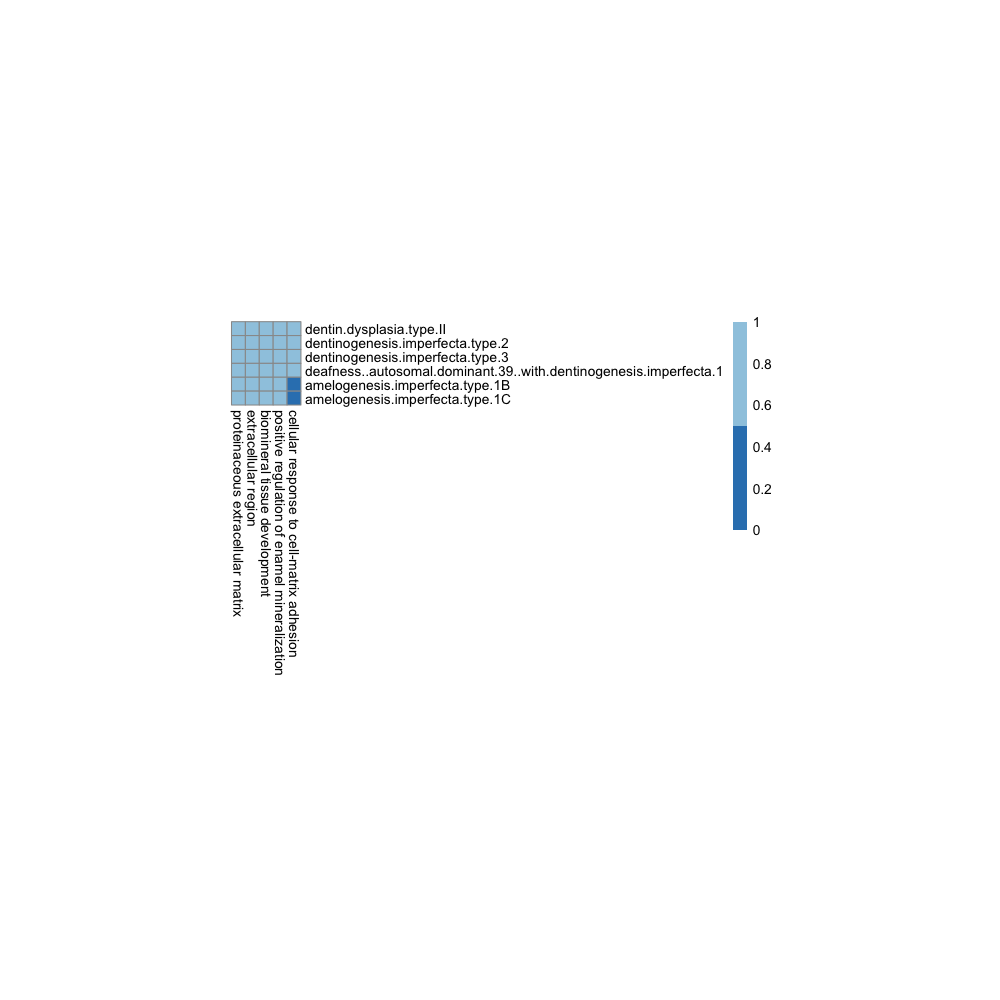 dentin.dysplasia.type.II
dentinogenesis.imperfecta.type.2
dentinogenesis.imperfecta.type.3
deafness..autosomal.dominant.39..with.dentinogenesis.imperfecta.1
amelogenesis.imperfecta.type.1B
amelogenesis.imperfecta.type.1C
proteinaceous extracellular matrix
extracellular region
biomineral tissue development
positive regulation of enamel mineralization
cellular response to cell-matrix adhesion
1
0.8
0.6
0.4
0.2
0